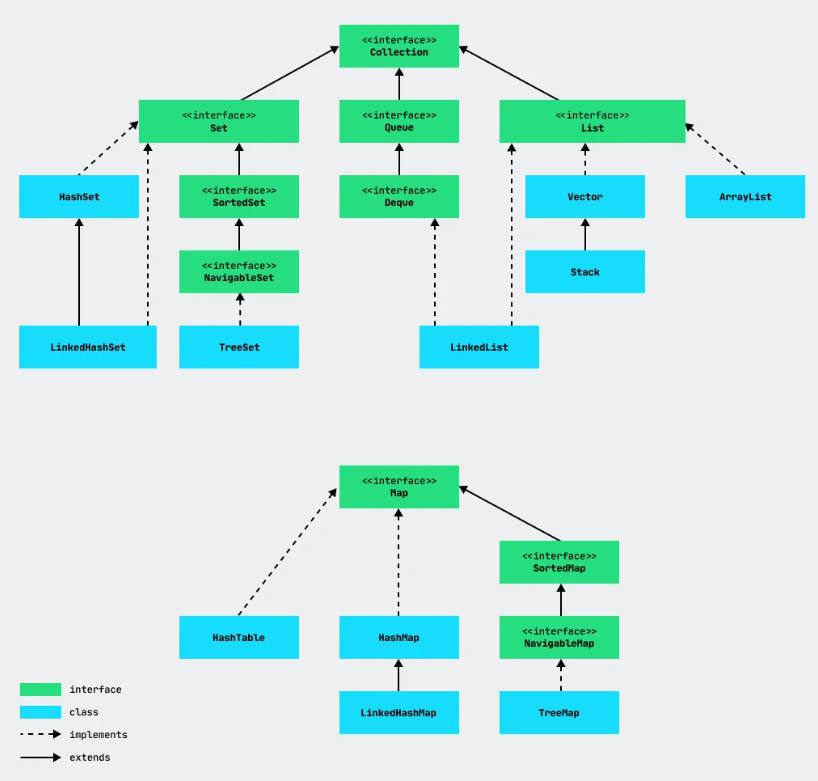 <<interface>>
Collection
<<interface>>
Set
<<interface>>
Queue
<<interface>>
List
HashSet
<<interface>>
SortedSet
<<interface>>
Deque
Vector
ArrayList
<<interface>>
NavigableSet
Stack
LinkedHashSet
TreeSet
LinkedList
<<interface>>
Map
<<interface>>
SortedMap
HashTable
HashMap
<<interface>>
NavigableMap
LinkedHashMap
TreeMap
interface
class
implements
extends